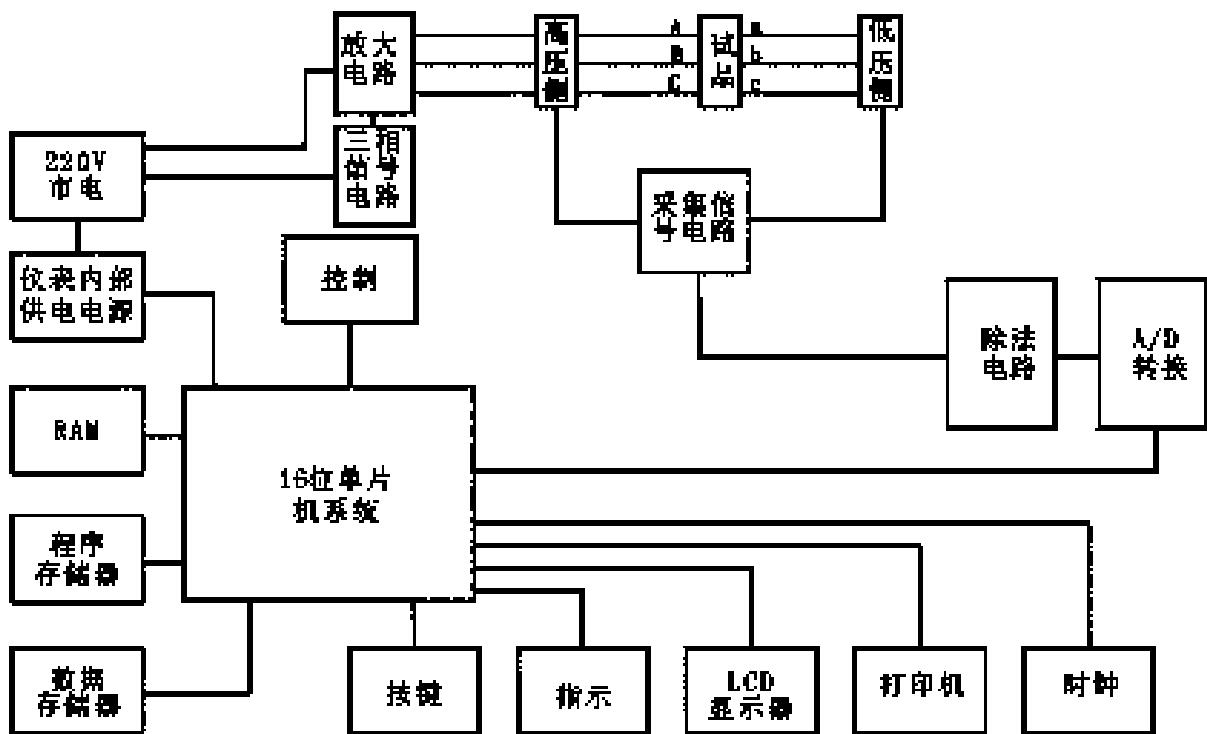 放大
电路
高
压
侧
A
B
C
试
品
a
b
c
低
压
侧
220V
市电
三相
信号
电路
采集信
号电路
仪表内部
供电电源
控制
除法
电路
A/D
转换
RAM
16位单片
机系统
程序
存储器
数据
存储器
按键
指示
LCD
显示器
打印机
时钟